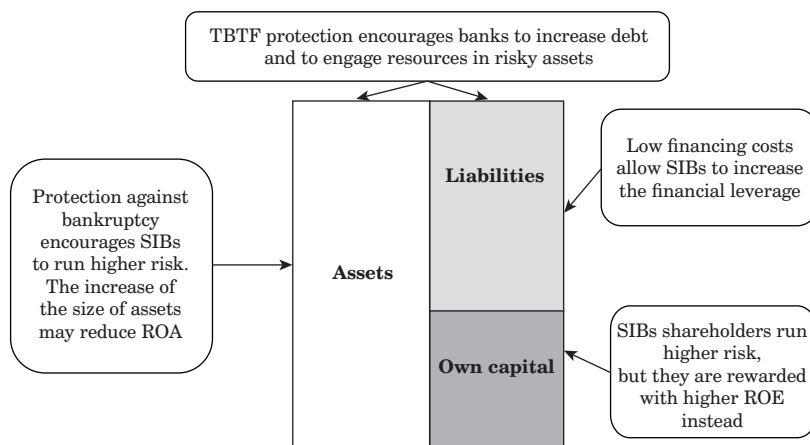 TBTF protection encourages banks to increase debt
and to engage resources in risky assets
Protection against
bankruptcy
encourages SIBs
to run higher risk.
The increase of
the size of assets
may reduce ROA
Assets
Liabilities
Own capital
Low financing costs
allow SIBs to increase
the financial leverage
SIBs shareholders run
higher risk,
but they are rewarded
with higher ROE
instead